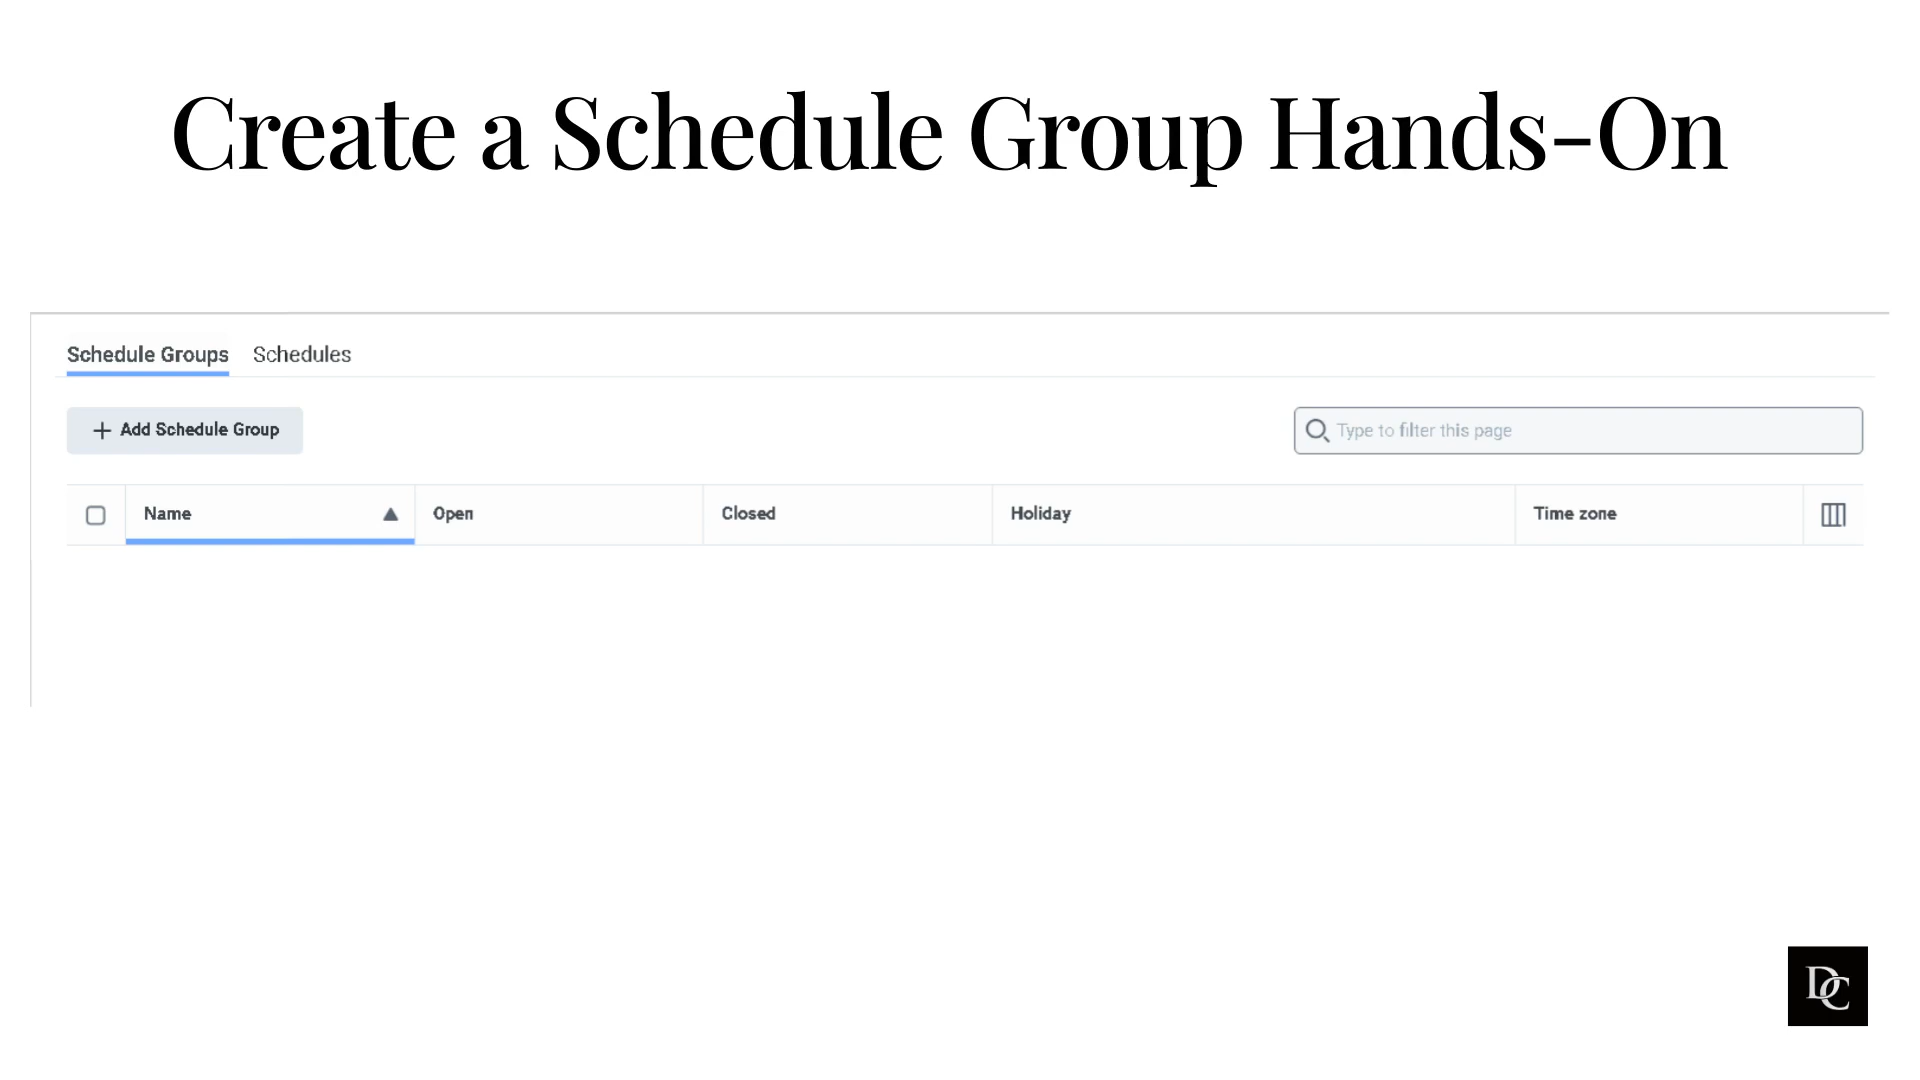 Create a Schedule Group Hands-On
Schedule Groups Schedules
Add Schedule Group
Type to filter this page
Name Open Closed Holiday Time zone
DC